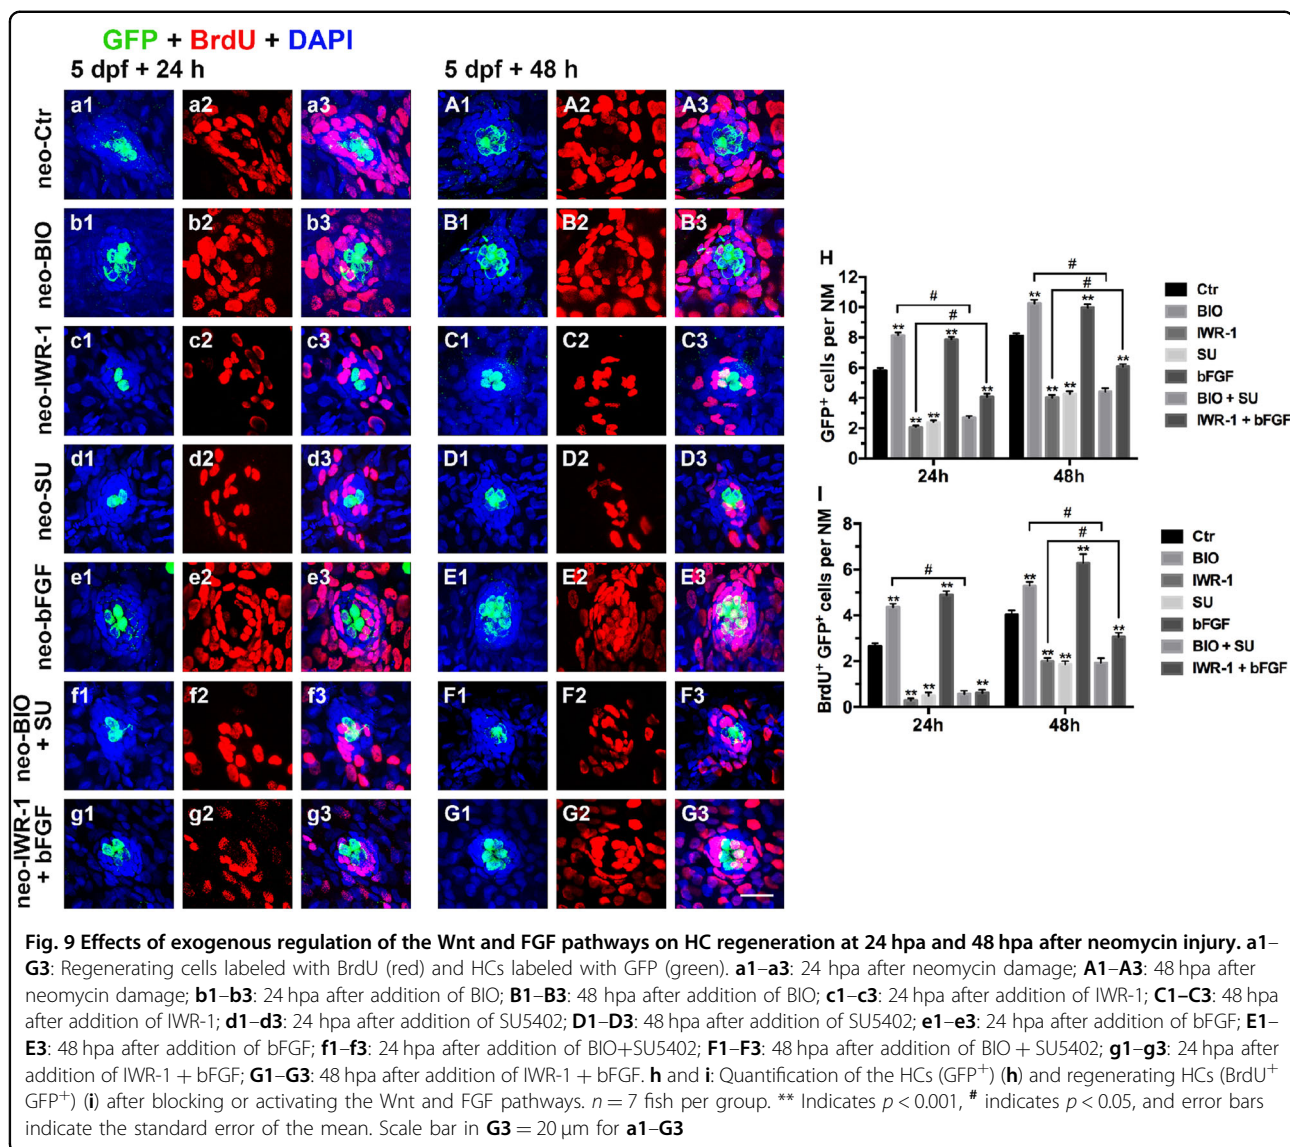 GFP + BrdU + DAPI
5 dpf + 24 h
5 dpf + 48 h
neo-Ctr
a1 a2 a3 A1 A2 A3
neo-BIO
b1 b2 b3 B1 B2 B3
neo-IWR-1
c1 c2 c3 C1 C2 C3
neo-SU
d1 d2 d3 D1 D2 D3
neo-bFGF
e1 e2 e3 E1 E2 E3
neo-BIO
+ SU
f1 f2 f3 F1 F2 F3
neo-IWR-1
+ bFGF
g1 g2 g3 G1 G2 G3
H
GFP⁺ cells per NM
12
10
8
6
4
2
0
** ** ** ** ** # #
** ** ** ** ** # #
24h 48h
Ctr
BIO
IWR-1
SU
bFGF
BIO + SU
IWR-1 + bFGF
I
BrdU⁺ GFP⁺ cells per NM
8
6
4
2
0
** ** ** ** ** #
** ** ** ** ** # #
24h 48h
Ctr
BIO
IWR-1
SU
bFGF
BIO + SU
IWR-1 + bFGF
Fig. 9 Effects of exogenous regulation of the Wnt and FGF pathways on HC regeneration at 24 hpa and 48 hpa after neomycin injury. a1–
G3: Regenerating cells labeled with BrdU (red) and HCs labeled with GFP (green). a1–a3: 24 hpa after neomycin damage; A1–A3: 48 hpa after
neomycin damage; b1–b3: 24 hpa after addition of BIO; B1–B3: 48 hpa after addition of BIO; c1–c3: 24 hpa after addition of IWR-1; C1–C3: 48 hpa
after addition of IWR-1; d1–d3: 24 hpa after addition of SU5402; D1–D3: 48 hpa after addition of SU5402; e1–e3: 24 hpa after addition of bFGF; E1–
E3: 48 hpa after addition of bFGF; f1–f3: 24 hpa after addition of BIO+SU5402; F1–F3: 48 hpa after addition of BIO + SU5402; g1–g3: 24 hpa after
addition of IWR-1 + bFGF; G1–G3: 48 hpa after addition of IWR-1 + bFGF. h and i: Quantification of the HCs (GFP⁺) (h) and regenerating HCs (BrdU⁺
GFP⁺) (i) after blocking or activating the Wnt and FGF pathways. n = 7 fish per group. ** Indicates p < 0.001, # indicates p < 0.05, and error bars
indicate the standard error of the mean. Scale bar in G3 = 20 μm for a1–G3